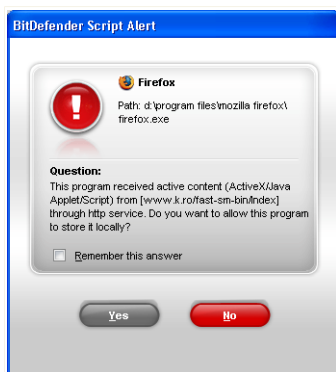 BitDefender Script Alert
Firefox
Path: d:\program files\mozilla firefox\
firefox.exe
Question:
This program received active content (ActiveX/Java
Applet/Script) from [www.k.ro/fast-sm-bin/Index]
through http service. Do you want to allow this program
to store it locally?
Remember this answer
Yes
No